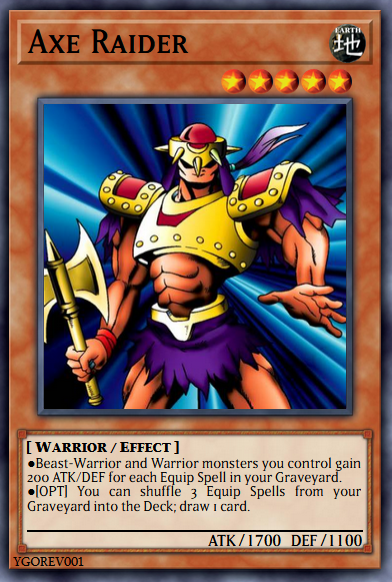 AXE RAIDER
EARTH
地
[ WARRIOR / EFFECT ]
●Beast-Warrior and Warrior monsters you control gain
200 ATK/DEF for each Equip Spell in your Graveyard.
●[OPT] You can shuffle 3 Equip Spells from your
Graveyard into the Deck; draw 1 card.
ATK/1700 DEF/1100
YGOREV001